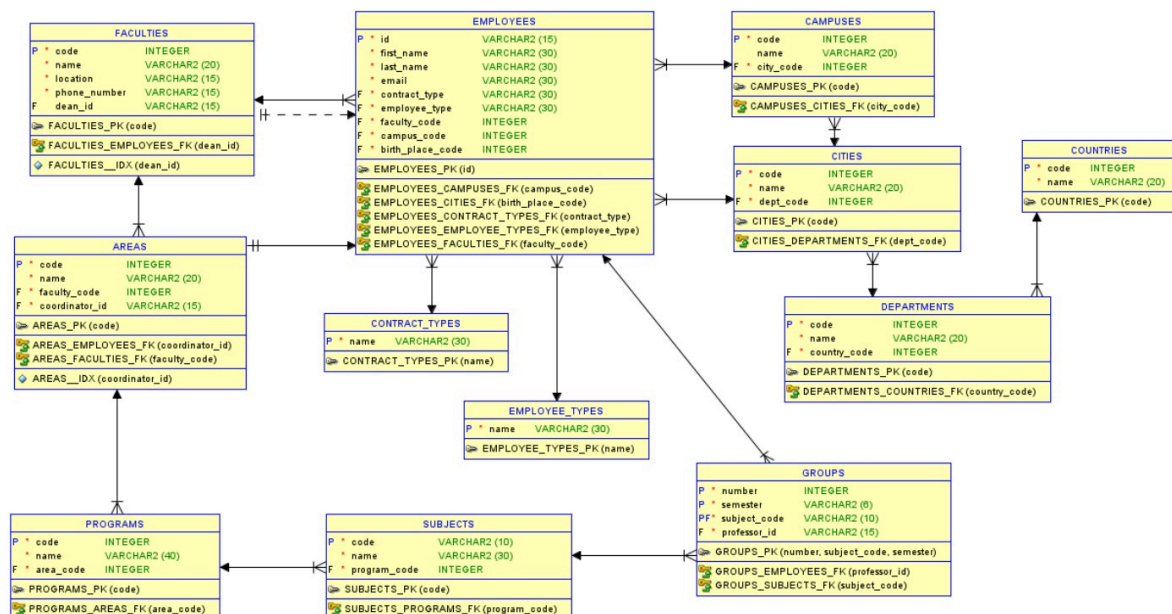 FACULTIES
P * code INTEGER
* name VARCHAR2 (20)
* location VARCHAR2 (15)
* phone_number VARCHAR2 (15)
F dean_id VARCHAR2 (15)
FACULTIES_PK (code)
FACULTIES_EMPLOYEES_FK (dean_id)
FACULTIES__IDX (dean_id)
EMPLOYEES
P * id VARCHAR2 (15)
* first_name VARCHAR2 (30)
* last_name VARCHAR2 (30)
* email VARCHAR2 (30)
F * contract_type VARCHAR2 (30)
F * employee_type VARCHAR2 (30)
F * faculty_code INTEGER
F * campus_code INTEGER
F * birth_place_code INTEGER
EMPLOYEES_PK (id)
EMPLOYEES_CAMPUSES_FK (campus_code)
EMPLOYEES_CITIES_FK (birth_place_code)
EMPLOYEES_CONTRACT_TYPES_FK (contract_type)
EMPLOYEES_EMPLOYEE_TYPES_FK (employee_type)
EMPLOYEES_FACULTIES_FK (faculty_code)
CAMPUSES
P * code INTEGER
name VARCHAR2 (20)
F * city_code INTEGER
CAMPUSES_PK (code)
CAMPUSES_CITIES_FK (city_code)
CITIES
P * code INTEGER
* name VARCHAR2 (20)
F * dept_code INTEGER
CITIES_PK (code)
CITIES_DEPARTMENTS_FK (dept_code)
COUNTRIES
P * code INTEGER
* name VARCHAR2 (20)
COUNTRIES_PK (code)
AREAS
P * code INTEGER
* name VARCHAR2 (20)
F * faculty_code INTEGER
F * coordinator_id VARCHAR2 (15)
AREAS_PK (code)
AREAS_EMPLOYEES_FK (coordinator_id)
AREAS_FACULTIES_FK (faculty_code)
AREAS__IDX (coordinator_id)
CONTRACT_TYPES
P * name VARCHAR2 (30)
CONTRACT_TYPES_PK (name)
DEPARTMENTS
P * code INTEGER
* name VARCHAR2 (20)
F * country_code INTEGER
DEPARTMENTS_PK (code)
DEPARTMENTS_COUNTRIES_FK (country_code)
EMPLOYEE_TYPES
P * name VARCHAR2 (30)
EMPLOYEE_TYPES_PK (name)
GROUPS
P * number INTEGER
P * semester VARCHAR2 (6)
PF* subject_code VARCHAR2 (10)
F * professor_id VARCHAR2 (15)
GROUPS_PK (number, subject_code, semester)
GROUPS_EMPLOYEES_FK (professor_id)
GROUPS_SUBJECTS_FK (subject_code)
PROGRAMS
P * code INTEGER
* name VARCHAR2 (40)
F * area_code INTEGER
PROGRAMS_PK (code)
PROGRAMS_AREAS_FK (area_code)
SUBJECTS
P * code VARCHAR2 (10)
* name VARCHAR2 (30)
F * program_code INTEGER
SUBJECTS_PK (code)
SUBJECTS_PROGRAMS_FK (program_code)